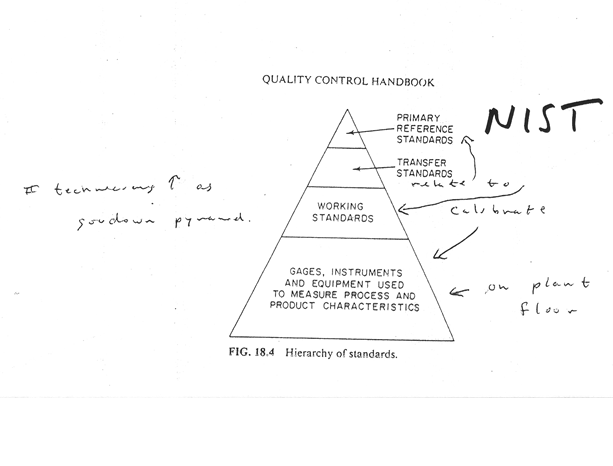 QUALITY CONTROL HANDBOOK
PRIMARY
REFERENCE
STANDARDS
NIST
TRANSFER
STANDARDS
relate to
↑ as
down pyramid.
WORKING
STANDARDS
calibrate
GAGES, INSTRUMENTS
AND EQUIPMENT USED
TO MEASURE PROCESS AND
PRODUCT CHARACTERISTICS
on plant
floor
FIG. 18.4 Hierarchy of standards.